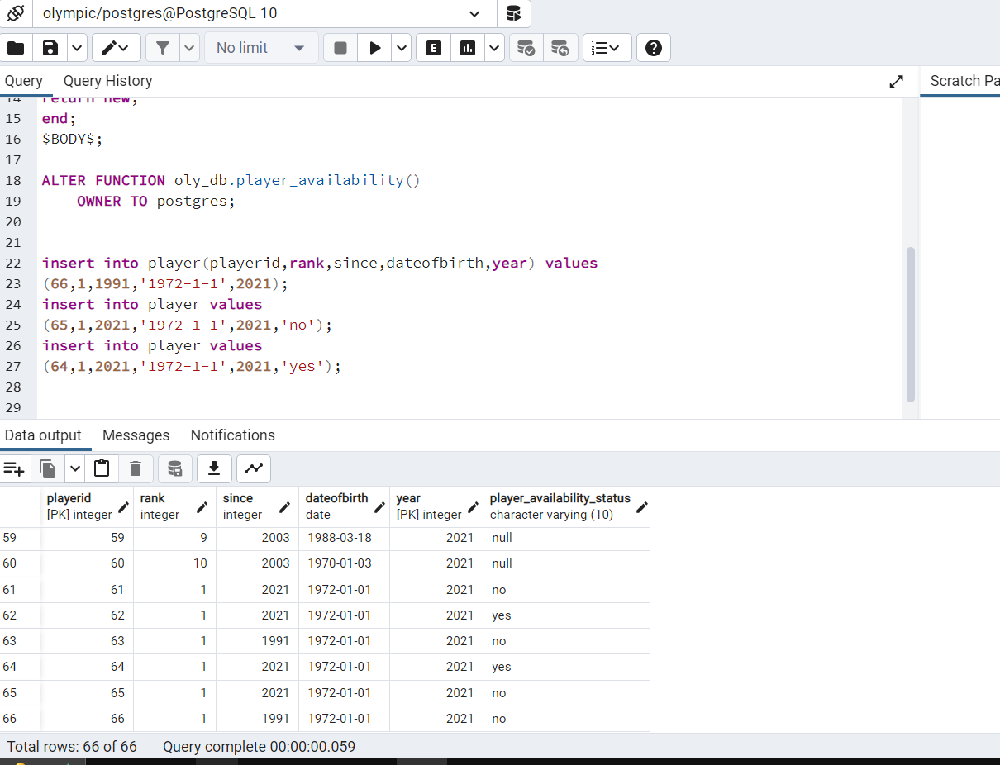 olympic/postgres@PostgreSQL 10
No limit
E
Query Query History Scratch Pa
14 return new;
15 end;
16 $BODY$;
17
18 ALTER FUNCTION oly_db.player_availability()
19 OWNER TO postgres;
20
21
22 insert into player(playerid,rank,since,dateofbirth,year) values
23 (66,1,1991,'1972-1-1',2021);
24 insert into player values
25 (65,1,2021,'1972-1-1',2021,'no');
26 insert into player values
27 (64,1,2021,'1972-1-1',2021,'yes');
28
29
Data output Messages Notifications
playerid rank since dateofbirth year player_availability_status
[PK] integer integer integer date [PK] integer character varying (10)
59 59 9 2003 1988-03-18 2021 null
60 60 10 2003 1970-01-03 2021 null
61 61 1 2021 1972-01-01 2021 no
62 62 1 2021 1972-01-01 2021 yes
63 63 1 1991 1972-01-01 2021 no
64 64 1 2021 1972-01-01 2021 yes
65 65 1 2021 1972-01-01 2021 no
66 66 1 1991 1972-01-01 2021 no
Total rows: 66 of 66 Query complete 00:00:00.059